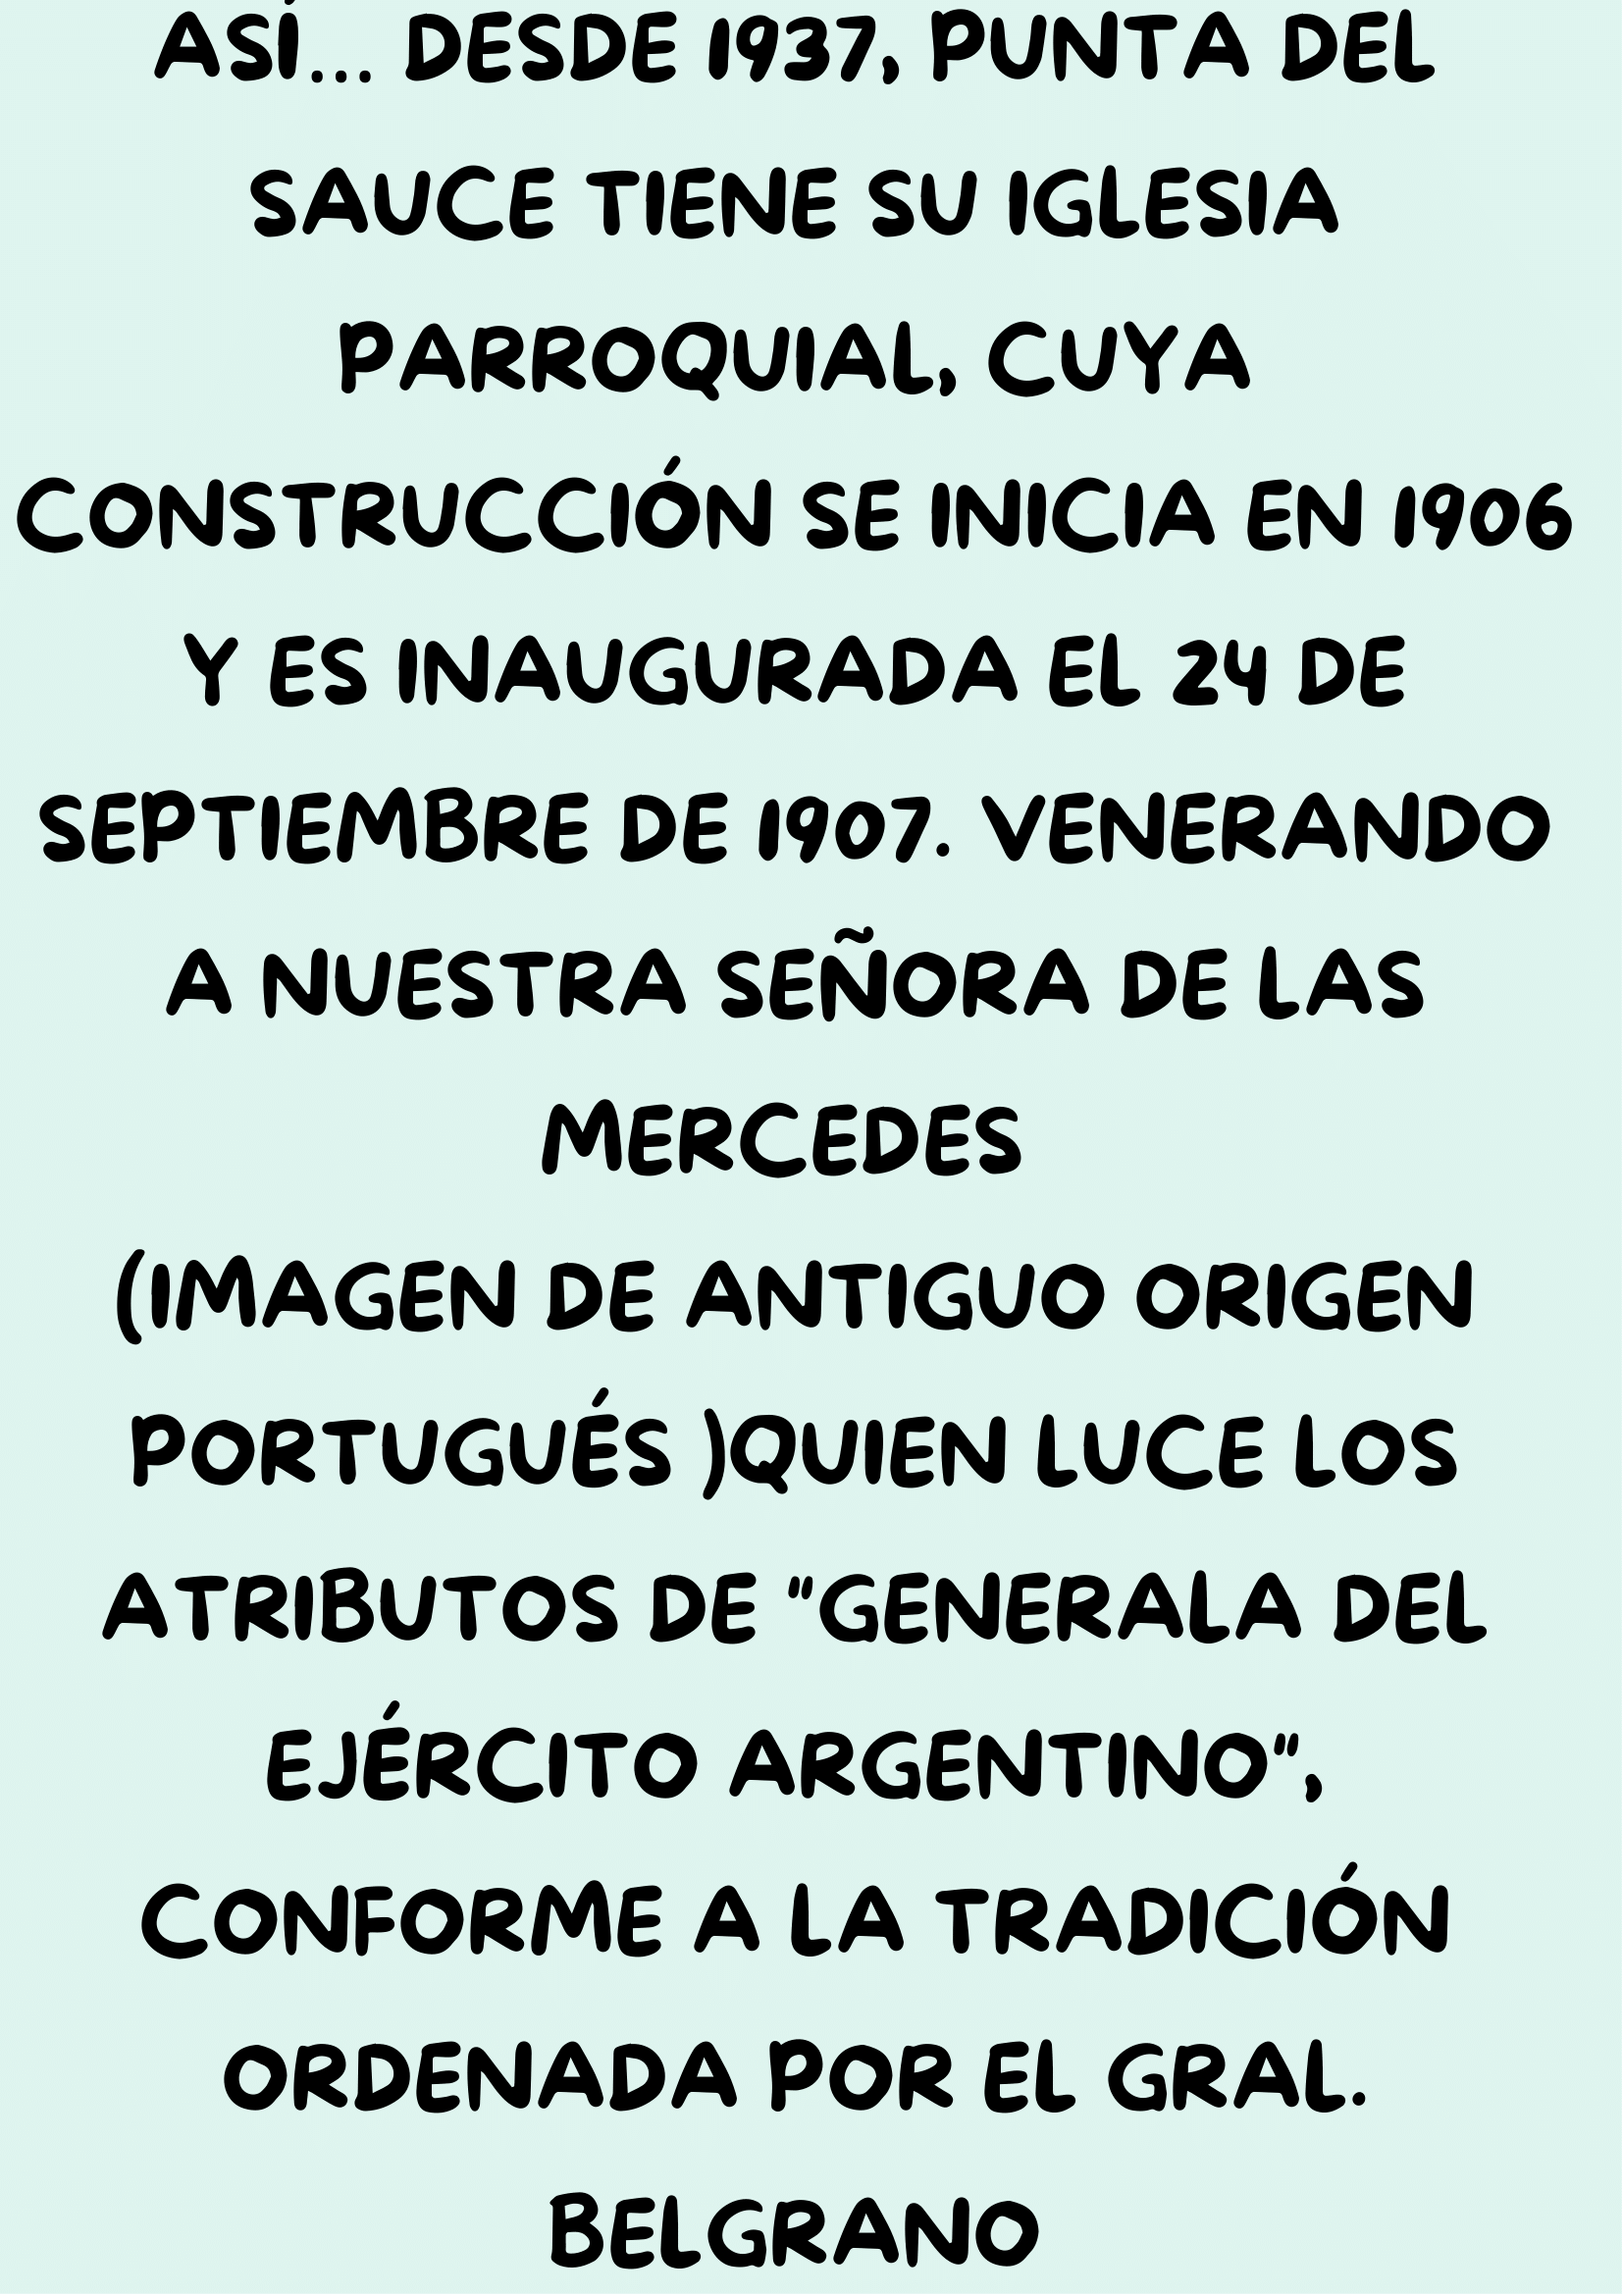 ASÍ... DESDE 1937, PUNTA DEL
SAUCE TIENE SU IGLESIA
PARROQUIAL, CUYA
CONSTRUCCIÓN SE INICIA EN 1906
Y ES INAUGURADA EL 24 DE
SEPTIEMBRE DE 1907. VENERANDO
A NUESTRA SEÑORA DE LAS
MERCEDES
(IMAGEN DE ANTIGUO ORIGEN
PORTUGUÉS )QUIEN LUCE LOS
ATRIBUTOS DE "GENERALA DEL
EJÉRCITO ARGENTINO",
CONFORME A LA TRADICIÓN
ORDENADA POR EL GRAL.
BELGRANO